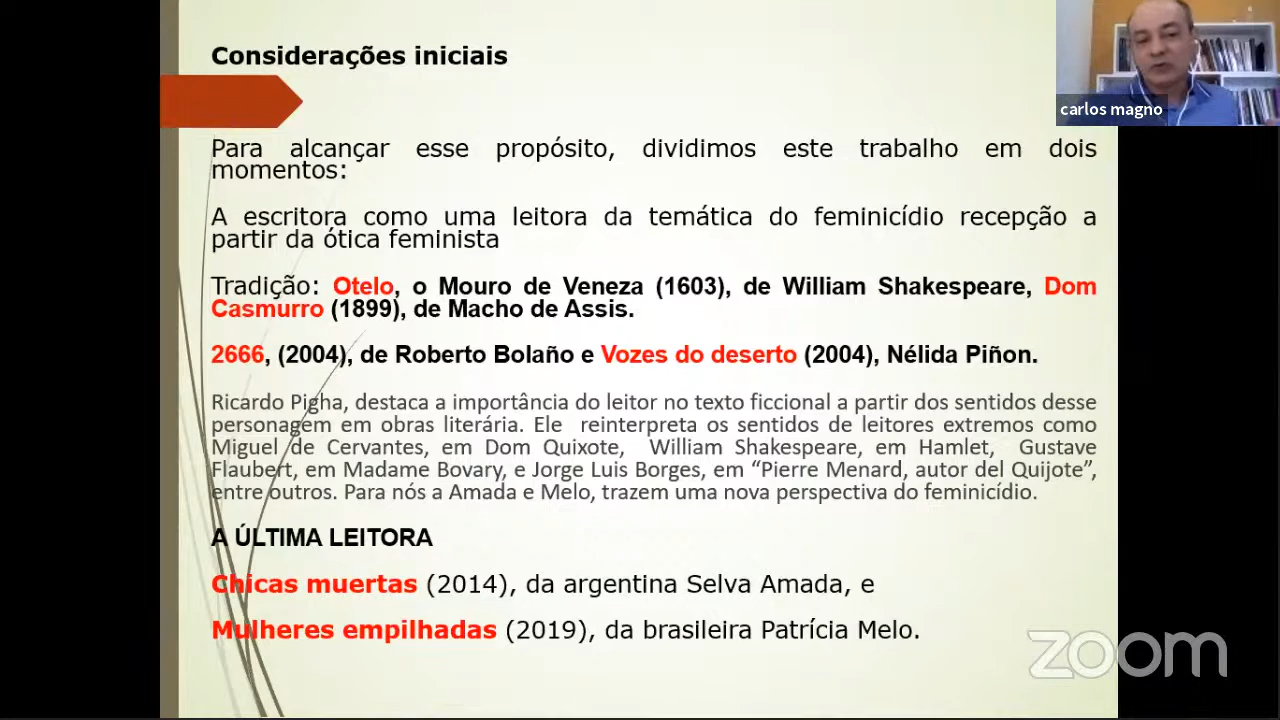 Considerações iniciais
carlos magno
Para alcançar esse propósito, dividimos este trabalho em dois
momentos:
A escritora como uma leitora da temática do feminicídio recepção a
partir da ótica feminista
Tradição: Otelo, o Mouro de Veneza (1603), de William Shakespeare, Dom
Casmurro (1899), de Macho de Assis.
2666, (2004), de Roberto Bolaño e Vozes do deserto (2004), Nélida Piñon.
Ricardo Pigha, destaca a importância do leitor no texto ficcional a partir dos sentidos desse
personagem em obras literária. Ele reinterpreta os sentidos de leitores extremos como
Miguel de Cervantes, em Dom Quixote, William Shakespeare, em Hamlet, Gustave
Flaubert, em Madame Bovary, e Jorge Luis Borges, em “Pierre Menard, autor del Quijote”,
entre outros. Para nós a Amada e Melo, trazem uma nova perspectiva do feminicídio.
A ÚLTIMA LEITORA
Chicas muertas (2014), da argentina Selva Amada, e
Mulheres empilhadas (2019), da brasileira Patrícia Melo.
zoom